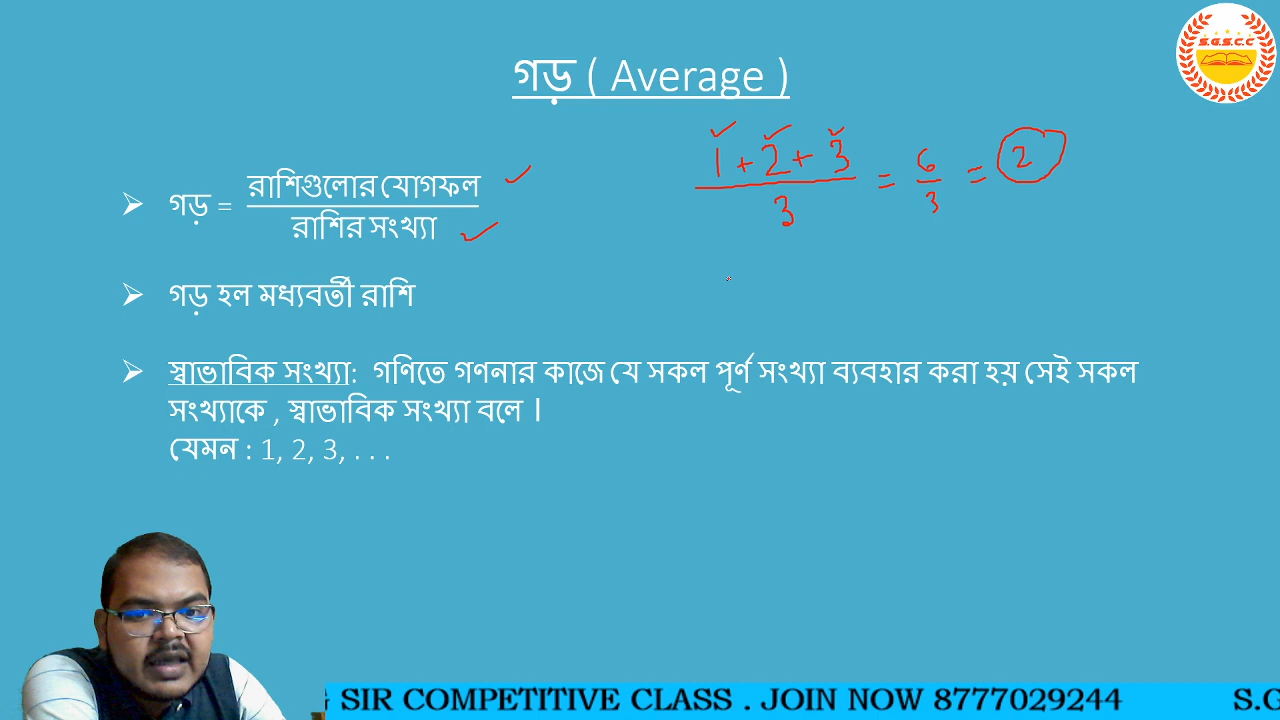 S.G.S.C.C
গড় ( Average )
গড় = রাশিগুলোর যোগফল / রাশির সংখ্যা
1 + 2 + 3 / 3 = 6 / 3 = 2
গড় হল মধ্যবর্তী রাশি
স্বাভাবিক সংখ্যা: গণিতে গণনার কাজে যে সকল পূর্ণ সংখ্যা ব্যবহার করা হয় সেই সকল
সংখ্যাকে , স্বাভাবিক সংখ্যা বলে ।
যেমন : 1, 2, 3, . . .
G SIR COMPETITIVE CLASS . JOIN NOW 8777029244 S.G